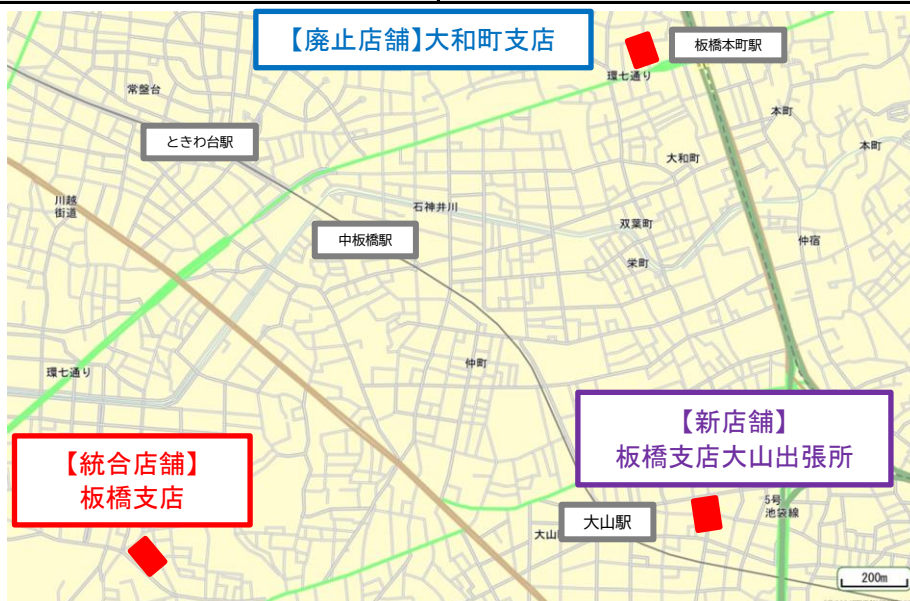 【廃止店舗】大和町支店
板橋本町駅
環七通り
常盤台
本町
ときわ台駅
本町
大和町
川越
街道
石神井川
双葉町
中板橋駅
仲宿
栄町
仲町
環七通り
【新店舗】
板橋支店大山出張所
【統合店舗】
板橋支店
5号
池袋線
大山駅
大山
200m